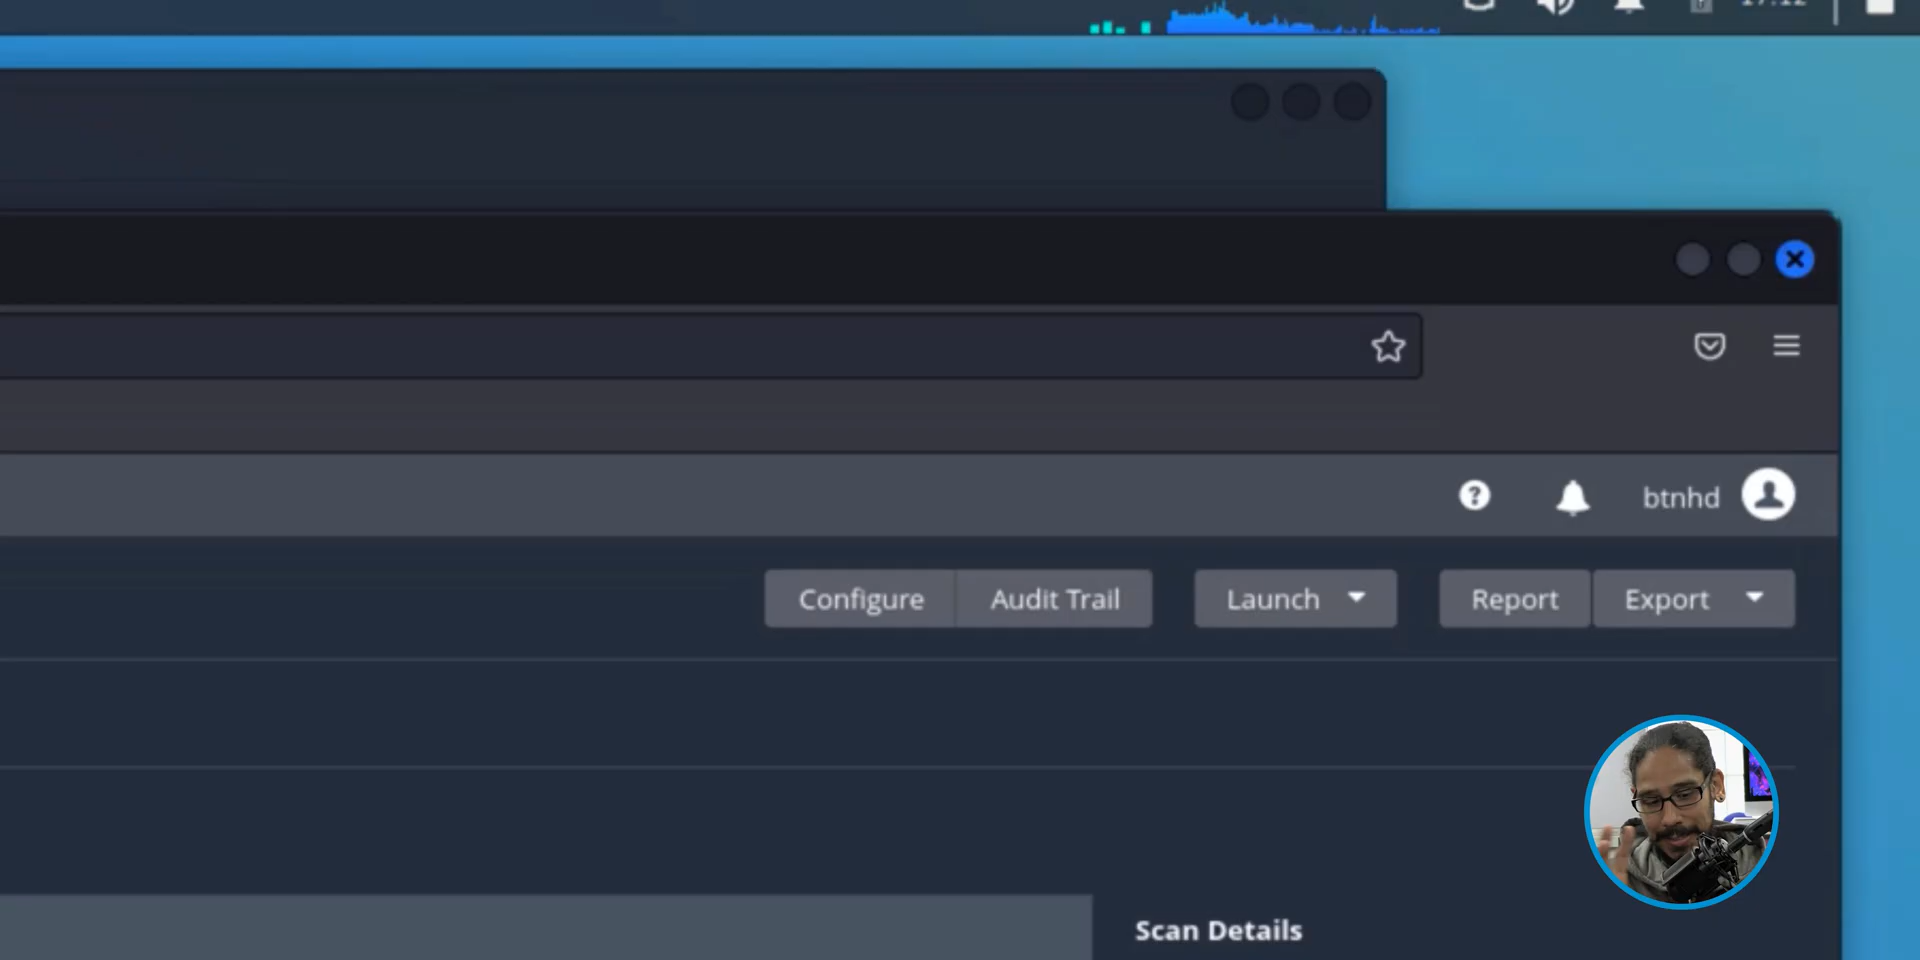 btnhd
Configure Audit Trail Launch Report Export
Scan Details